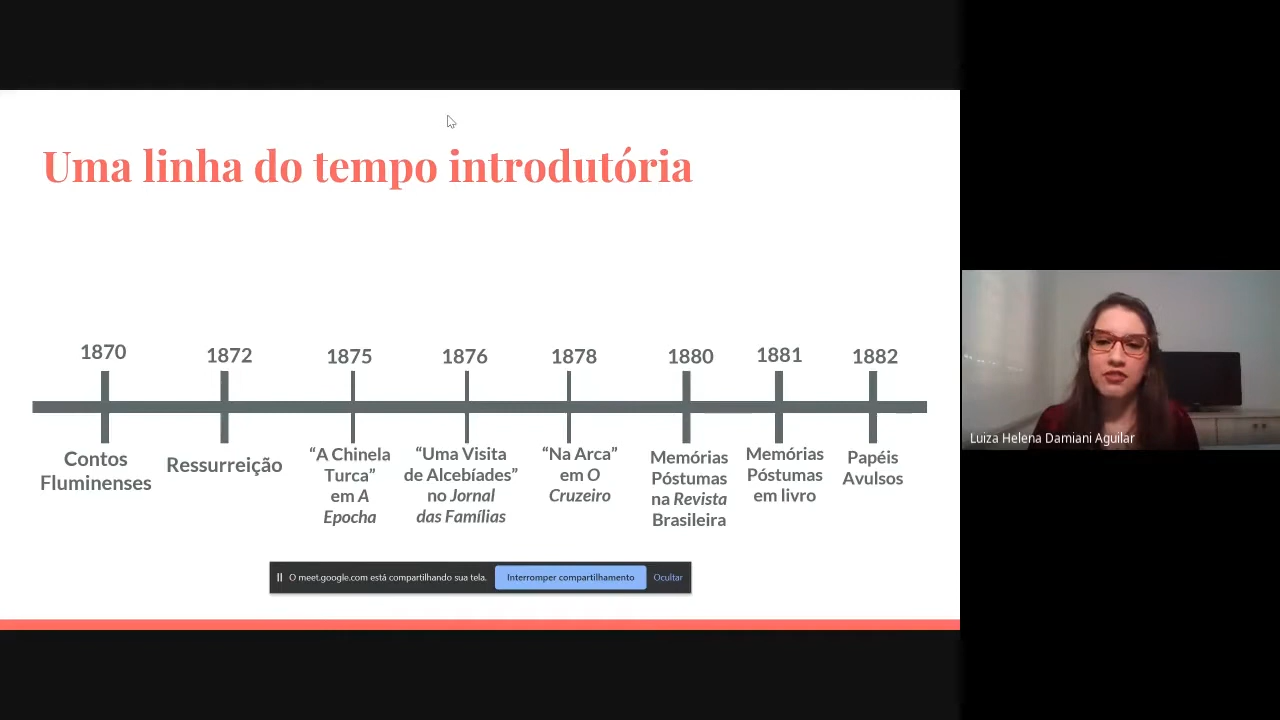 Uma linha do tempo introdutória
1870
1872
1875
1876
1878
1880
1881
1882
Contos
Fluminenses
Ressurreição
“A Chinela
Turca”
em A
Epocha
“Uma Visita
de Alcebíades”
no Jornal
das Famílias
“Na Arca”
em O
Cruzeiro
Memórias
Póstumas
na Revista
Brasileira
Memórias
Póstumas
em livro
Papéis
Avulsos
O meet.google.com está compartilhando sua tela.
Interromper compartilhamento
Ocultar
Luiza Helena Damiani Aguilar